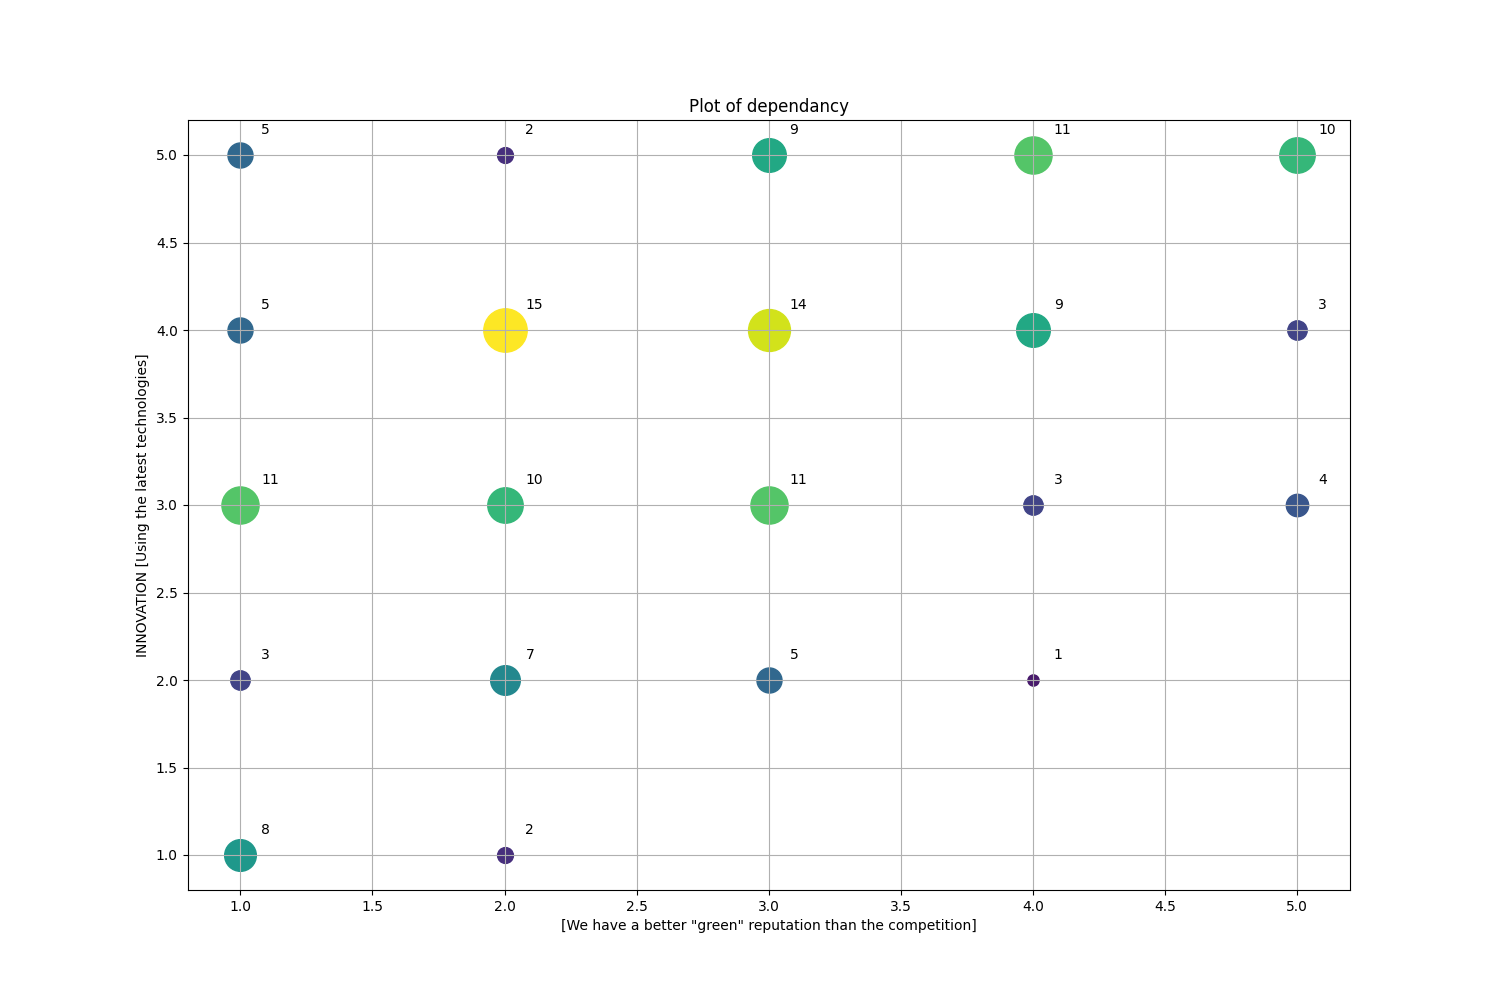 Plot of dependancy
5 2 9 11 10
5.0
4.5
5 15 14 9 3
4.0
3.5
11 10 11 3 4
3.0
2.5
3 7 5 1
2.0
1.5
8 2
1.0
INNOVATION [Using the latest technologies]
1.0 1.5 2.0 2.5 3.0 3.5 4.0 4.5 5.0
[We have a better "green" reputation than the competition]